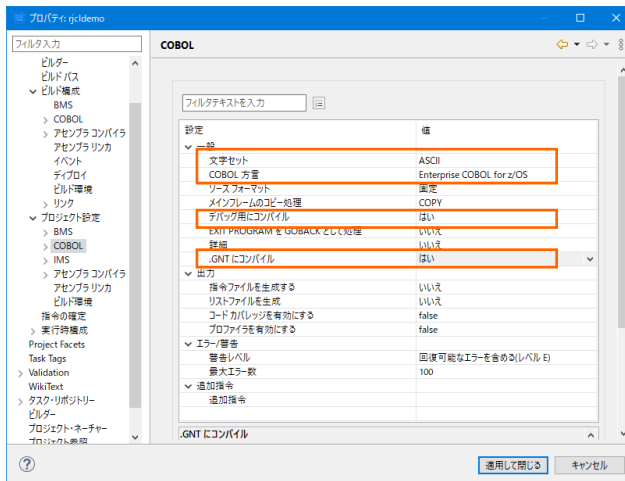 プロパティ: rjcldemo
フィルタ入力
COBOL
ビルダー
ビルド パス
ビルド構成
BMS
COBOL
アセンブラ コンパイラ
アセンブラ リンカ
イベント
ディプロイ
ビルド環境
リンク
プロジェクト設定
BMS
COBOL
IMS
アセンブラ コンパイラ
アセンブラ リンカ
ビルド環境
指令の確定
実行時構成
Project Facets
Task Tags
Validation
WikiText
タスク・リポジトリー
ビルダー
プロジェクト・ネーチャー
プロジェクト参照
フィルタテキストを入力
設定 値
一般
文字セット ASCII
COBOL 方言 Enterprise COBOL for z/OS
ソース フォーマット 固定
メインフレームのコピー処理 COPY
デバッグ用にコンパイル はい
EXIT PROGRAM を GOBACK として処理 いいえ
詳細 いいえ
.GNT にコンパイル はい
出力
指令ファイルを生成する いいえ
リストファイルを生成 いいえ
コード カバレッジを有効にする false
プロファイラを有効にする false
エラー/警告
警告レベル 回復可能なエラーを含める(レベル E)
最大エラー数 100
追加指令
追加指令
.GNT にコンパイル
適用して閉じる キャンセル